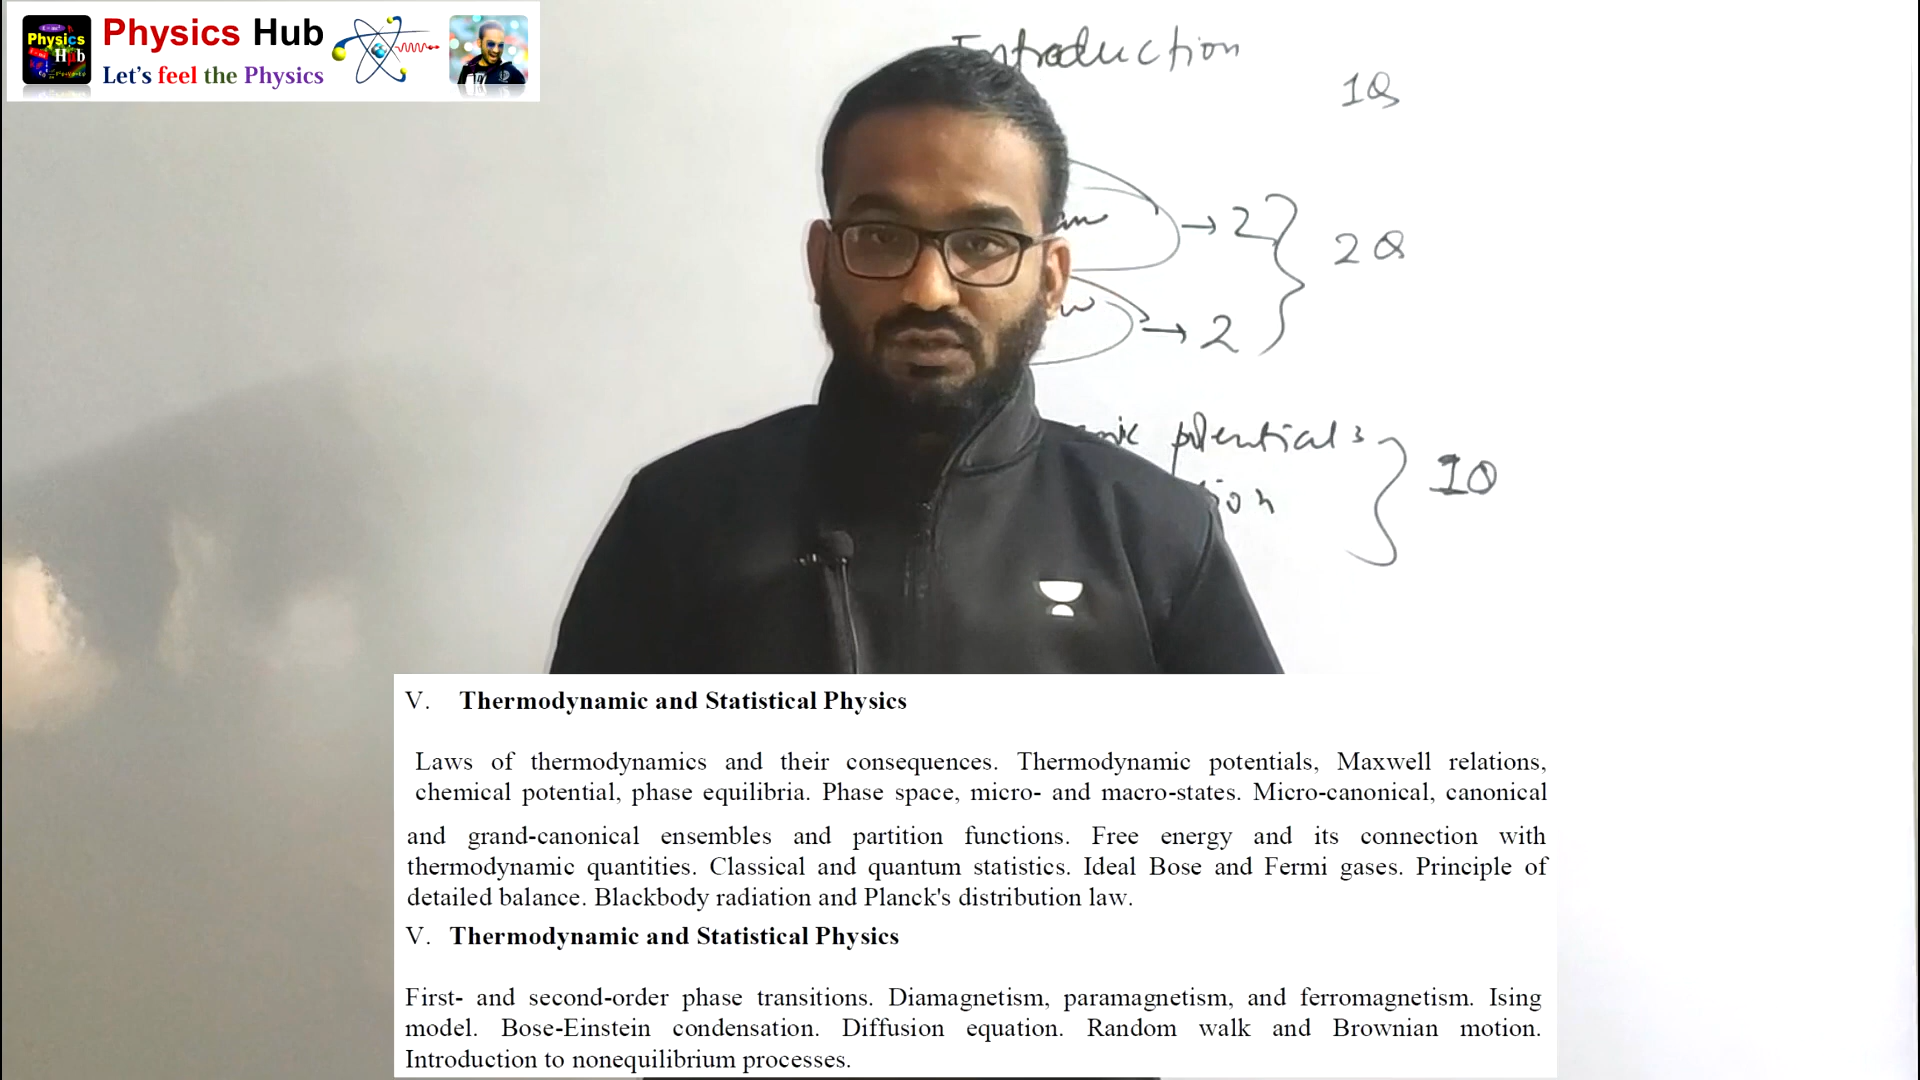 Physics
Hub
Physics Hub
Let's feel the Physics
Introduction
1Q
→ 2
2Q
→ 2
potentials
1Q
V. Thermodynamic and Statistical Physics
Laws of thermodynamics and their consequences. Thermodynamic potentials, Maxwell relations,
chemical potential, phase equilibria. Phase space, micro- and macro-states. Micro-canonical, canonical
and grand-canonical ensembles and partition functions. Free energy and its connection with
thermodynamic quantities. Classical and quantum statistics. Ideal Bose and Fermi gases. Principle of
detailed balance. Blackbody radiation and Planck's distribution law.
V. Thermodynamic and Statistical Physics
First- and second-order phase transitions. Diamagnetism, paramagnetism, and ferromagnetism. Ising
model. Bose-Einstein condensation. Diffusion equation. Random walk and Brownian motion.
Introduction to nonequilibrium processes.